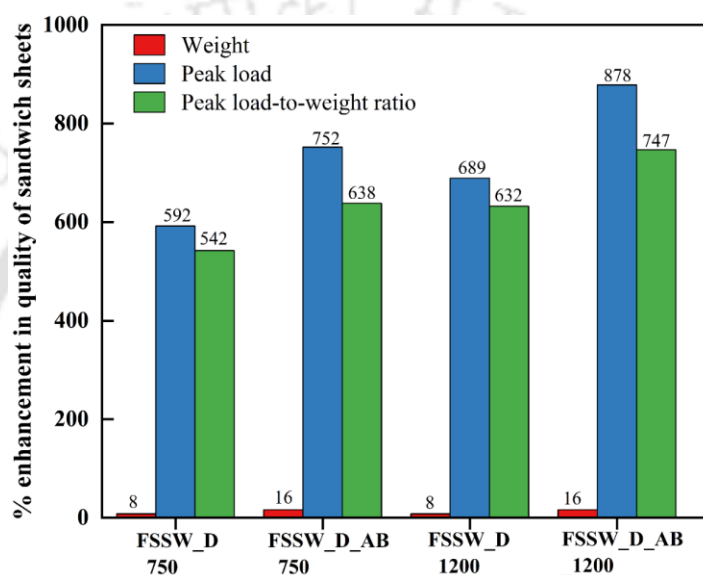 % enhancement in quality of sandwich sheets
1000
800
600
400
200
0
Weight
Peak load
Peak load-to-weight ratio
8
592
542
16
752
638
8
689
632
16
878
747
FSSW_D
750
FSSW_D_AB
750
FSSW_D
1200
FSSW_D_AB
1200